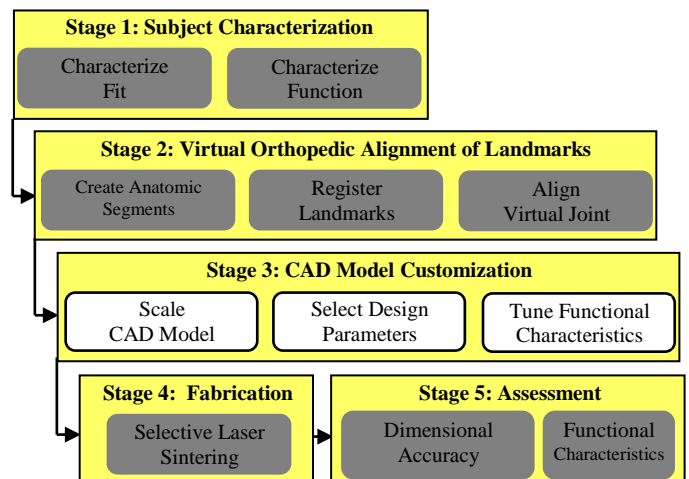 Stage 1: Subject Characterization
Characterize
Fit
Characterize
Function
Stage 2: Virtual Orthopedic Alignment of Landmarks
Create Anatomic
Segments
Register
Landmarks
Align
Virtual Joint
Stage 3: CAD Model Customization
Scale
CAD Model
Select Design
Parameters
Tune Functional
Characteristics
Stage 4: Fabrication
Selective Laser
Sintering
Stage 5: Assessment
Dimensional
Accuracy
Functional
Characteristics